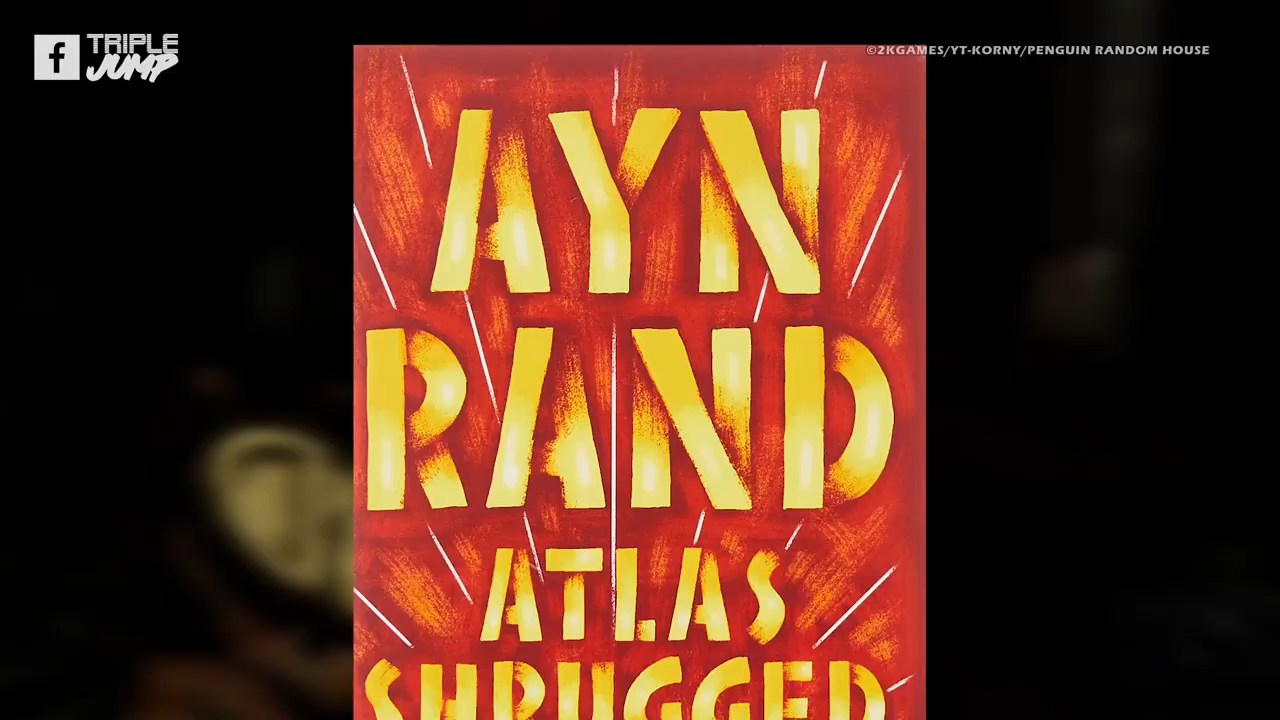 f TRIPLE
JUMP
©2KGAMES/YT-KORNY/PENGUIN RANDOM HOUSE
AYN
RAND
ATLAS
SHRUGGED